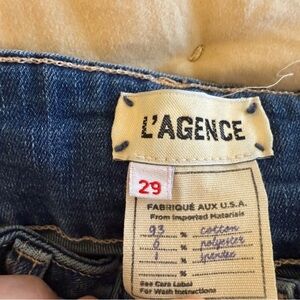 L'AGENCE
29
FABRIQUÉ AUX U.S.A.
From Imported Materials
93 % cotton
6 % polyester
1 % spandex
%
See Care Label
For Wash Instructions